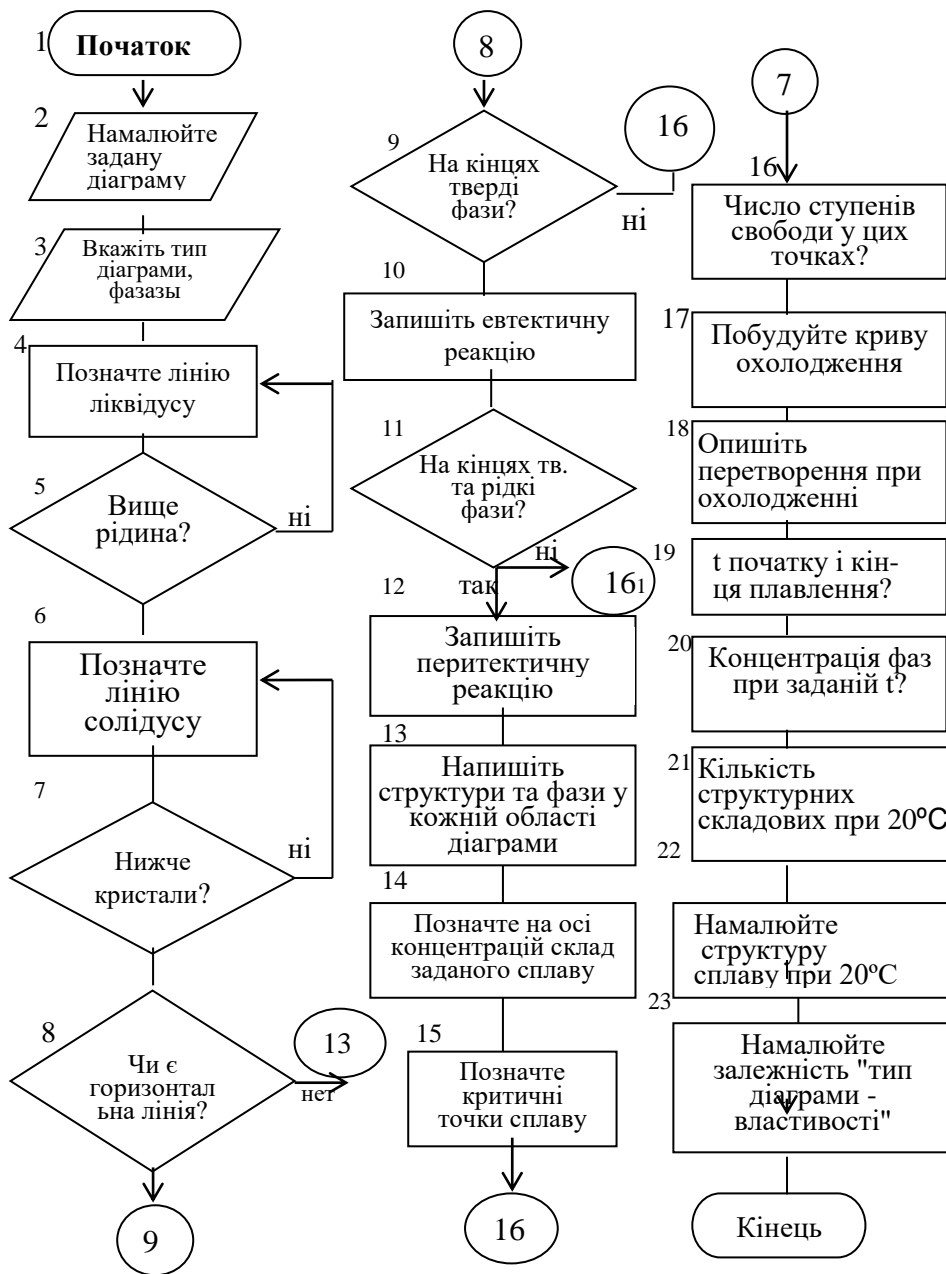 1 Початок
2
Намалюйте
задану
діаграму
3
Вкажіть тип
діаграми,
фазазы
4
Позначте лінію
ліквідусу
5
Вище
рідина?
ні
6
Позначте
лінію
солідусу
7
Нижче
кристали?
ні
8
Чи є
горизонтал
ьна лінія?
13
нет
9
8
9
На кінцях
тверді
фази?
16
ні
10
Запишіть евтектичну
реакцію
11
На кінцях тв.
та рідкі
фази?
ні
так
16₁
12
Запишіть
перитектичну
реакцію
13
Напишіть
структури та фази у
кожній області
діаграми
14
Позначте на осі
концентрацій склад
заданого сплаву
15
Позначте
критичні
точки сплаву
16
7
16
Число ступенів
свободи у цих
точках?
17
Побудуйте криву
охолодження
18
Опишіть
перетворення при
охолодженні
19
t початку і кін-
ця плавлення?
20
Концентрація фаз
при заданій t?
21
Кількість
структурних
складових при 20ºС
22
Намалюйте
структуру
сплаву при 20ºС
23
Намалюйте
залежність "тип
діаграми -
властивості"
Кінець